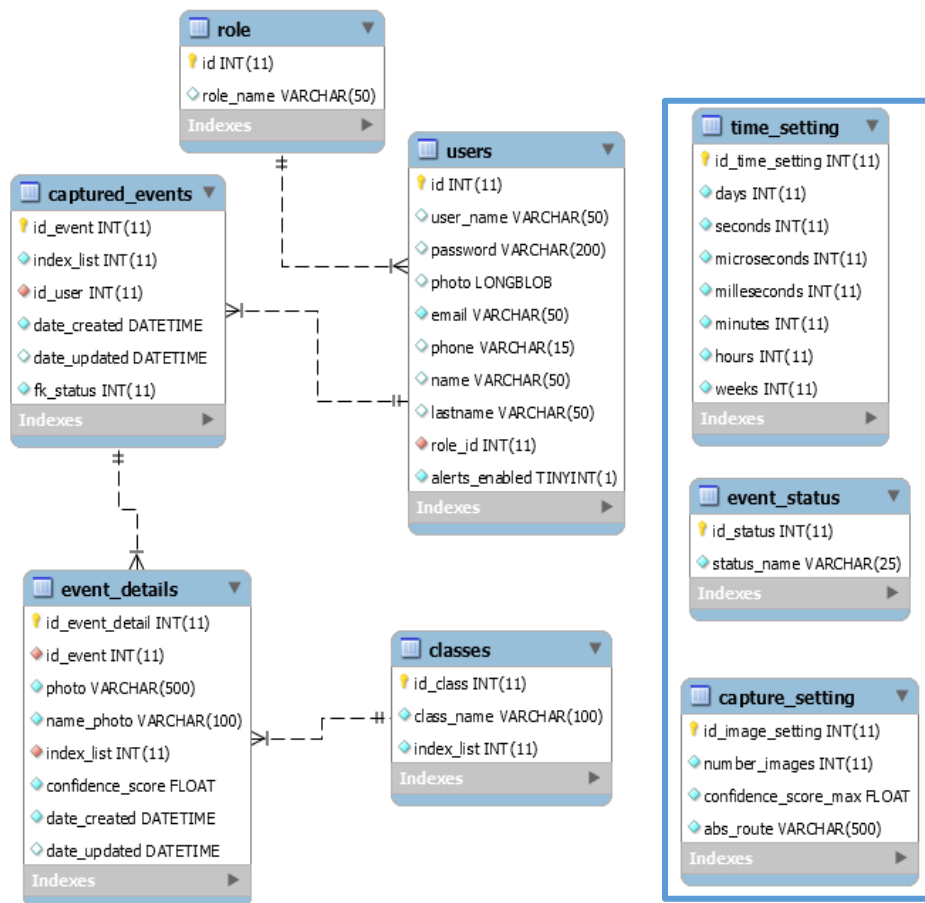 role
id INT(11)
role_name VARCHAR(50)
Indexes
users
id INT(11)
user_name VARCHAR(50)
password VARCHAR(200)
photo LONGBLOB
email VARCHAR(50)
phone VARCHAR(15)
name VARCHAR(50)
lastname VARCHAR(50)
role_id INT(11)
alerts_enabled TINYINT(1)
Indexes
captured_events
id_event INT(11)
index_list INT(11)
id_user INT(11)
date_created DATETIME
date_updated DATETIME
fk_status INT(11)
Indexes
event_details
id_event_detail INT(11)
id_event INT(11)
photo VARCHAR(500)
name_photo VARCHAR(100)
index_list INT(11)
confidence_score FLOAT
date_created DATETIME
date_updated DATETIME
Indexes
classes
id_class INT(11)
class_name VARCHAR(100)
index_list INT(11)
Indexes
time_setting
id_time_setting INT(11)
days INT(11)
seconds INT(11)
microseconds INT(11)
milleseconds INT(11)
minutes INT(11)
hours INT(11)
weeks INT(11)
Indexes
event_status
id_status INT(11)
status_name VARCHAR(25)
Indexes
capture_setting
id_image_setting INT(11)
number_images INT(11)
confidence_score_max FLOAT
abs_route VARCHAR(500)
Indexes